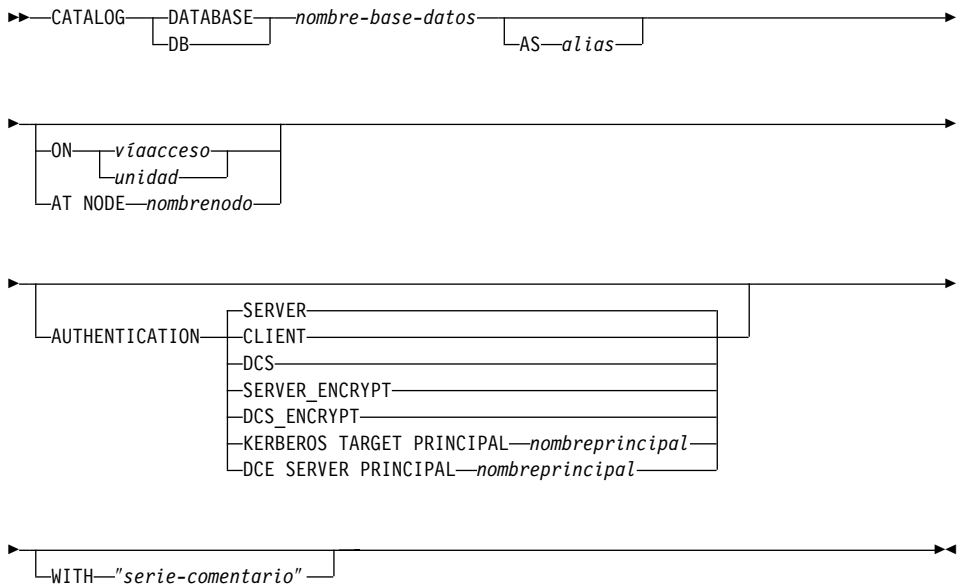 CATALOG DATABASE nombre-base-datos
DB AS alias
ON víaacceso
unidad
AT NODE nombrenodo
SERVER
AUTHENTICATION CLIENT
DCS
SERVER_ENCRYPT
DCS_ENCRYPT
KERBEROS TARGET PRINCIPAL nombreprincipal
DCE SERVER PRINCIPAL nombreprincipal
WITH "serie-comentario"